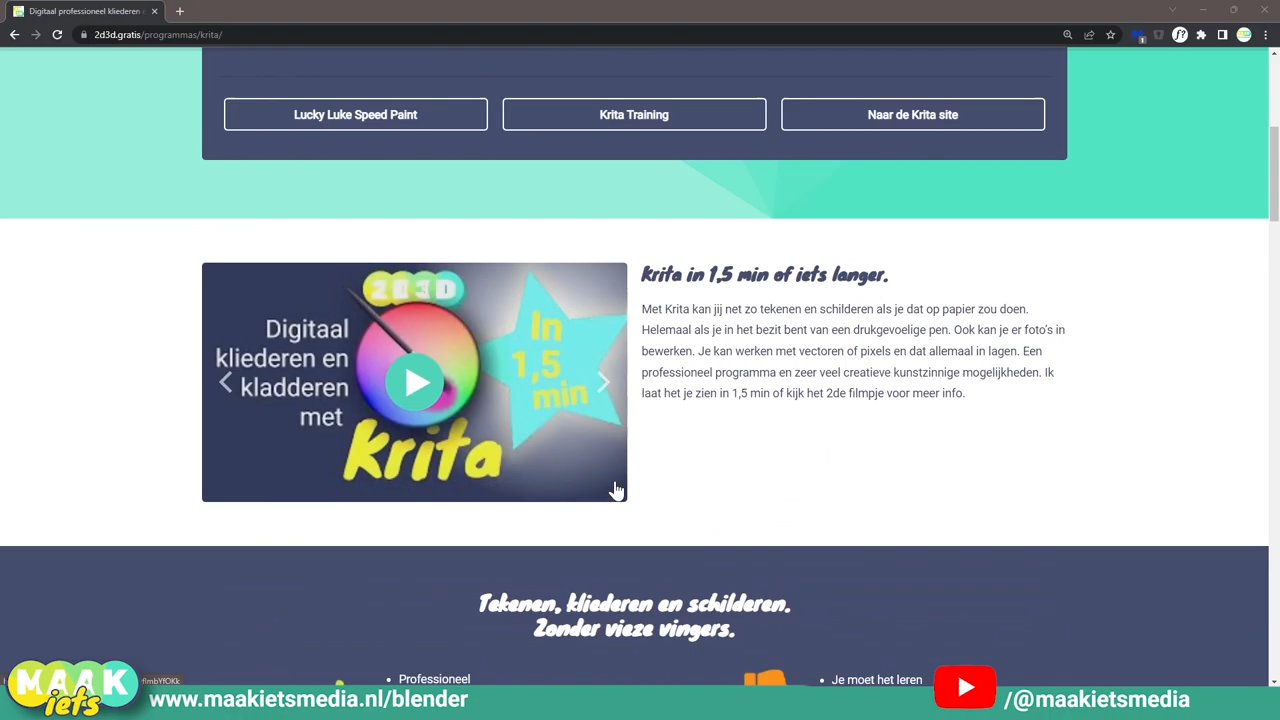 Digitaal professioneel kliederen
2d3d.gratis/programmas/krita/
1
f?
Lucky Luke Speed Paint
Krita Training
Naar de Krita site
2D3D
Digitaal
kliederen en
kladderen
met
Krita
In
1,5
min
Krita in 1,5 min of iets langer.
Met Krita kan jij net zo tekenen en schilderen als je dat op papier zou doen.
Helemaal als je in het bezit bent van een drukgevoelige pen. Ook kan je er foto's in
bewerken. Je kan werken met vectoren of pixels en dat allemaal in lagen. Een
professioneel programma en zeer veel creatieve kunstzinnige mogelijkheden. Ik
laat het je zien in 1,5 min of kijk het 2de filmpje voor meer info.
Tekenen, kliederen en schilderen.
Zonder vieze vingers.
• Professioneel
• Je moet het leren
MAAK
iets
www.maakietsmedia.nl/blender
/@maakietsmedia